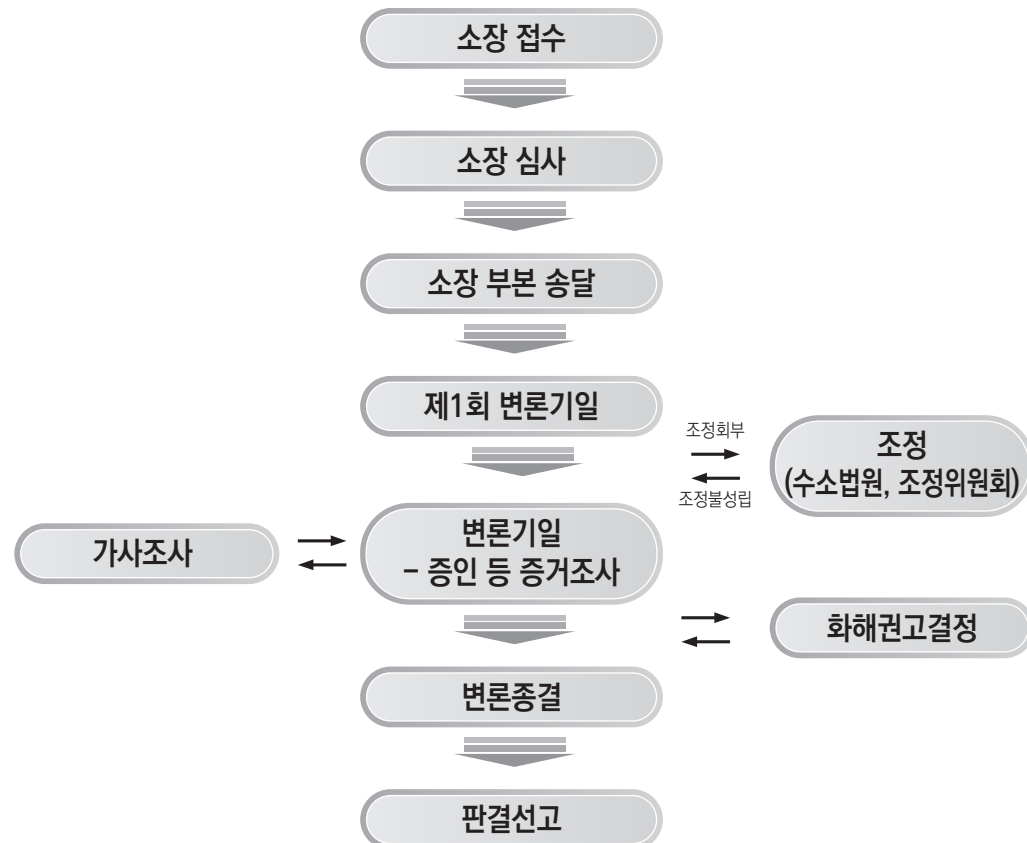 소장 접수
소장 심사
소장 부본 송달
제1회 변론기일
조정회부
조정불성립
조정
(수소법원, 조정위원회)
가사조사
변론기일
– 증인 등 증거조사
화해권고결정
변론종결
판결선고